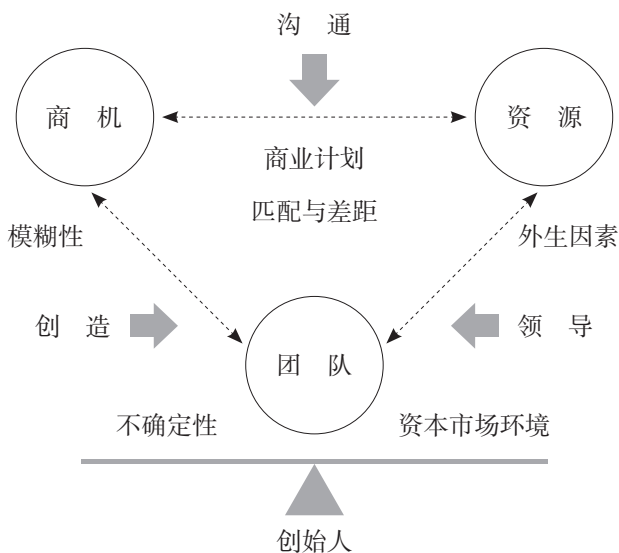 沟 通
商 机
资 源
商业计划
匹配与差距
模糊性
外生因素
创 造
领 导
团 队
不确定性
资本市场环境
创始人